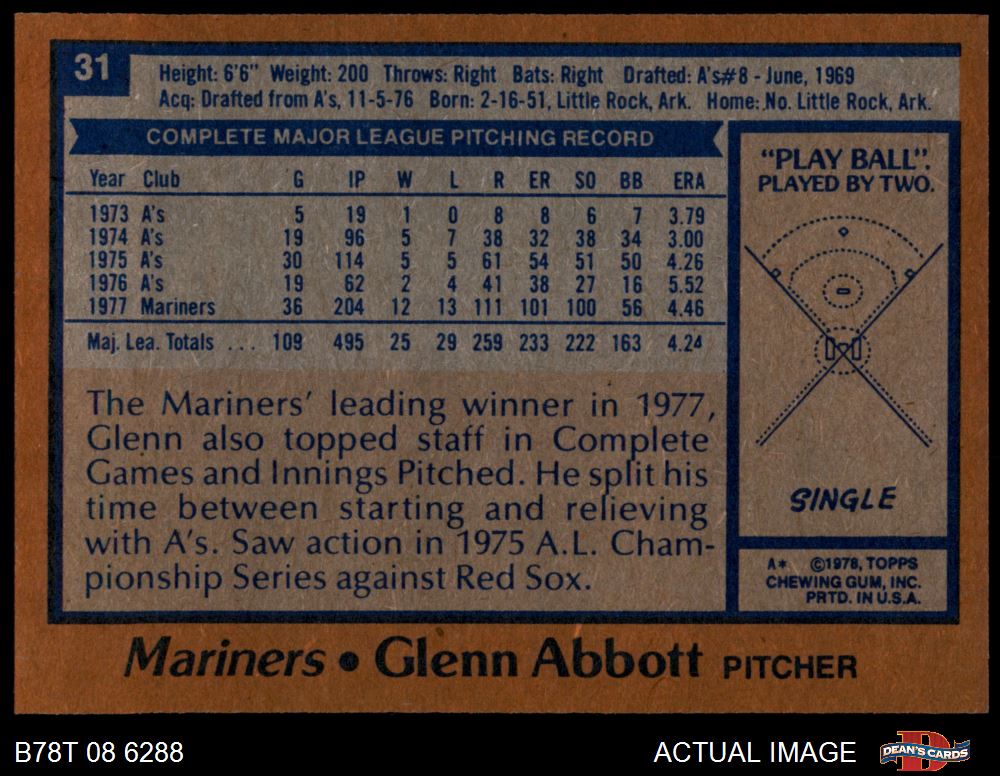 31
Height: 6'6" Weight: 200 Throws: Right Bats: Right Drafted: A's#8 - June, 1969
Acq: Drafted from A's, 11-5-76 Born: 2-16-51, Little Rock, Ark. Home: No. Little Rock, Ark.
COMPLETE MAJOR LEAGUE PITCHING RECORD
Year Club G IP W L R ER SO BB ERA
1973 A's 5 19 1 0 8 8 6 7 3.79
1974 A's 19 96 5 7 38 32 38 34 3.00
1975 A's 30 114 5 5 61 54 51 50 4.26
1976 A's 19 62 2 4 41 38 27 16 5.52
1977 Mariners 36 204 12 13 111 101 100 56 4.46
Maj. Lea. Totals ... 109 495 25 29 259 233 222 163 4.24
The Mariners' leading winner in 1977,
Glenn also topped staff in Complete
Games and Innings Pitched. He split his
time between starting and relieving
with A's. Saw action in 1975 A.L. Cham-
pionship Series against Red Sox.
"PLAY BALL".
PLAYED BY TWO.
SINGLE
A* ©1978, TOPPS
CHEWING GUM, INC.
PRTD. IN U.S.A.
Mariners • Glenn Abbott PITCHER
B78T 08 6288
ACTUAL IMAGE
DEAN'S CARDS